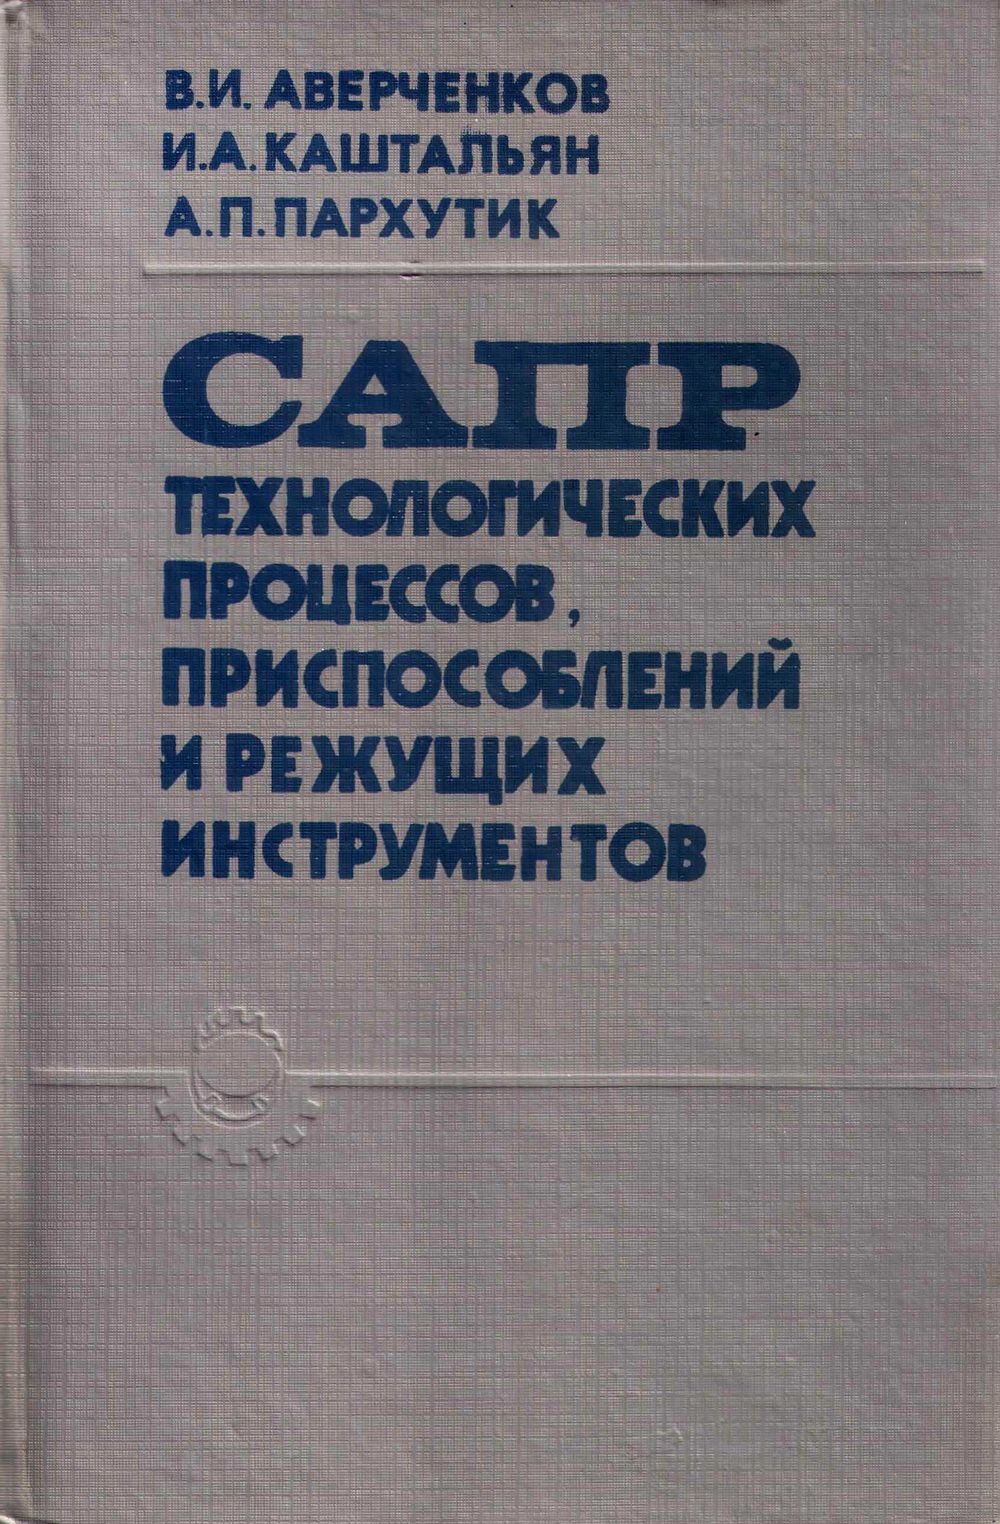 В.И. АВЕРЧЕНКОВ
И.А. КАШТАЛЬЯН
А.П. ПАРХУТИК
САПР
ТЕХНОЛОГИЧЕСКИХ
ПРОЦЕССОВ,
ПРИСПОСОБЛЕНИЙ
И РЕЖУЩИХ
ИНСТРУМЕНТОВ